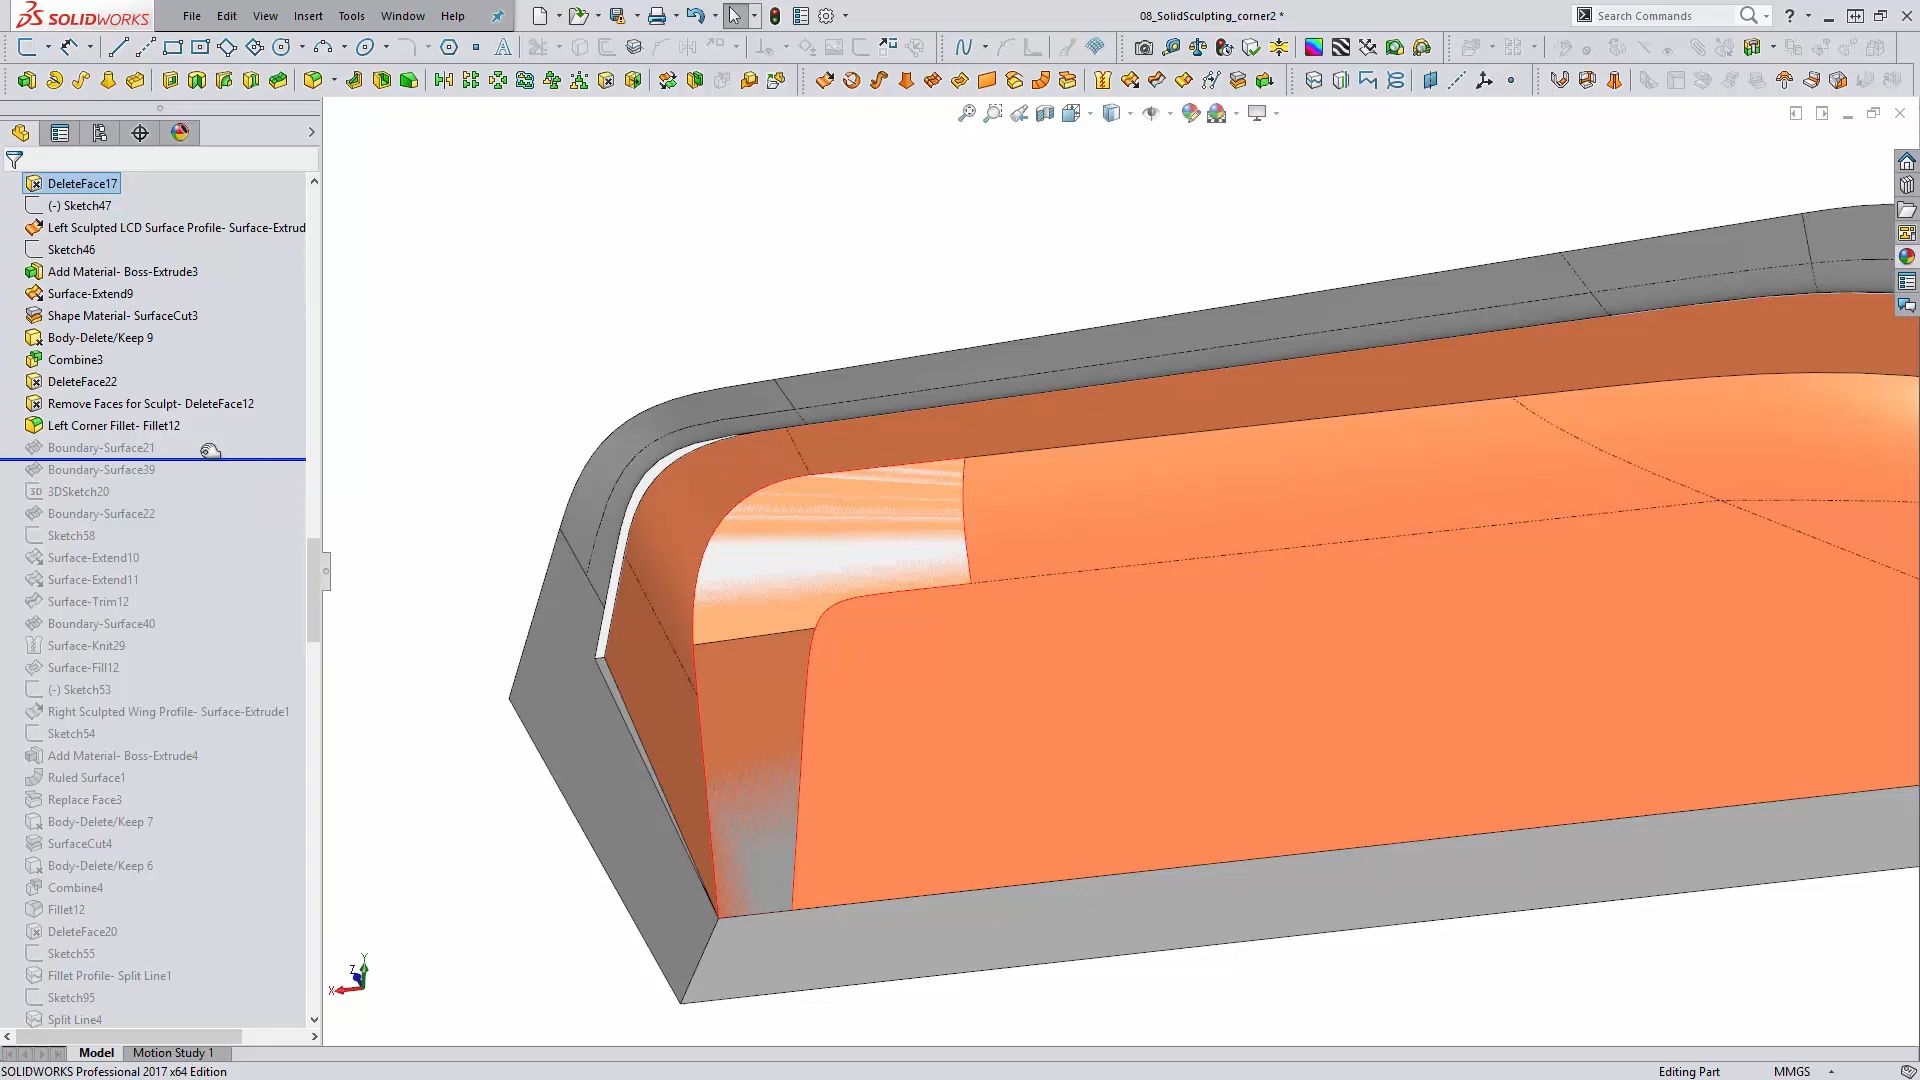 SOLIDWORKS
File Edit View Insert Tools Window Help
08_SolidSculpting_corner2 *
Search Commands
DeleteFace17
(-) Sketch47
Left Sculpted LCD Surface Profile- Surface-Extrud
Sketch46
Add Material- Boss-Extrude3
Surface-Extend9
Shape Material- SurfaceCut3
Body-Delete/Keep 9
Combine3
DeleteFace22
Remove Faces for Sculpt- DeleteFace12
Left Corner Fillet- Fillet12
Boundary-Surface21
Boundary-Surface39
3D 3DSketch20
Boundary-Surface22
Sketch58
Surface-Extend10
Surface-Extend11
Surface-Trim12
Boundary-Surface40
Surface-Knit29
Surface-Fill12
(-) Sketch53
Right Sculpted Wing Profile- Surface-Extrude1
Sketch54
Add Material- Boss-Extrude4
Ruled Surface1
Replace Face3
Body-Delete/Keep 7
SurfaceCut4
Body-Delete/Keep 6
Combine4
Fillet12
DeleteFace20
Sketch55
Fillet Profile- Split Line1
Sketch95
Split Line4
Y
Z
X
Model Motion Study 1
SOLIDWORKS Professional 2017 x64 Edition
Editing Part MMGS